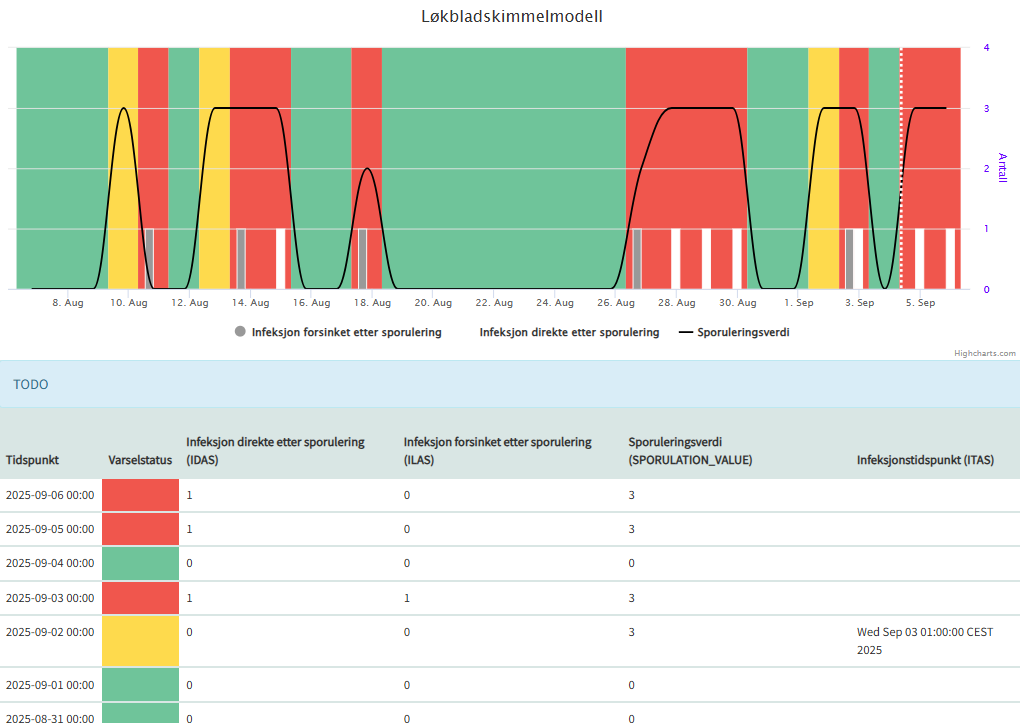 Løkbladskimmelmodell
4
3
2
1
0
Antall
8. Aug 10. Aug 12. Aug 14. Aug 16. Aug 18. Aug 20. Aug 22. Aug 24. Aug 26. Aug 28. Aug 30. Aug 1. Sep 3. Sep 5. Sep
Infeksjon forsinket etter sporulering Infeksjon direkte etter sporulering Sporuleringsverdi
Highcharts.com
TODO
Tidspunkt Varselstatus Infeksjon direkte etter sporulering (IDAS) Infeksjon forsinket etter sporulering (ILAS) Sporuleringsverdi (SPORULATION_VALUE) Infeksjonstidspunkt (ITAS)
2025-09-06 00:00 1 0 3
2025-09-05 00:00 1 0 3
2025-09-04 00:00 0 0 0
2025-09-03 00:00 1 1 3
2025-09-02 00:00 0 0 3 Wed Sep 03 01:00:00 CEST
2025
2025-09-01 00:00 0 0 0
2025-08-31 00:00 0 0 0